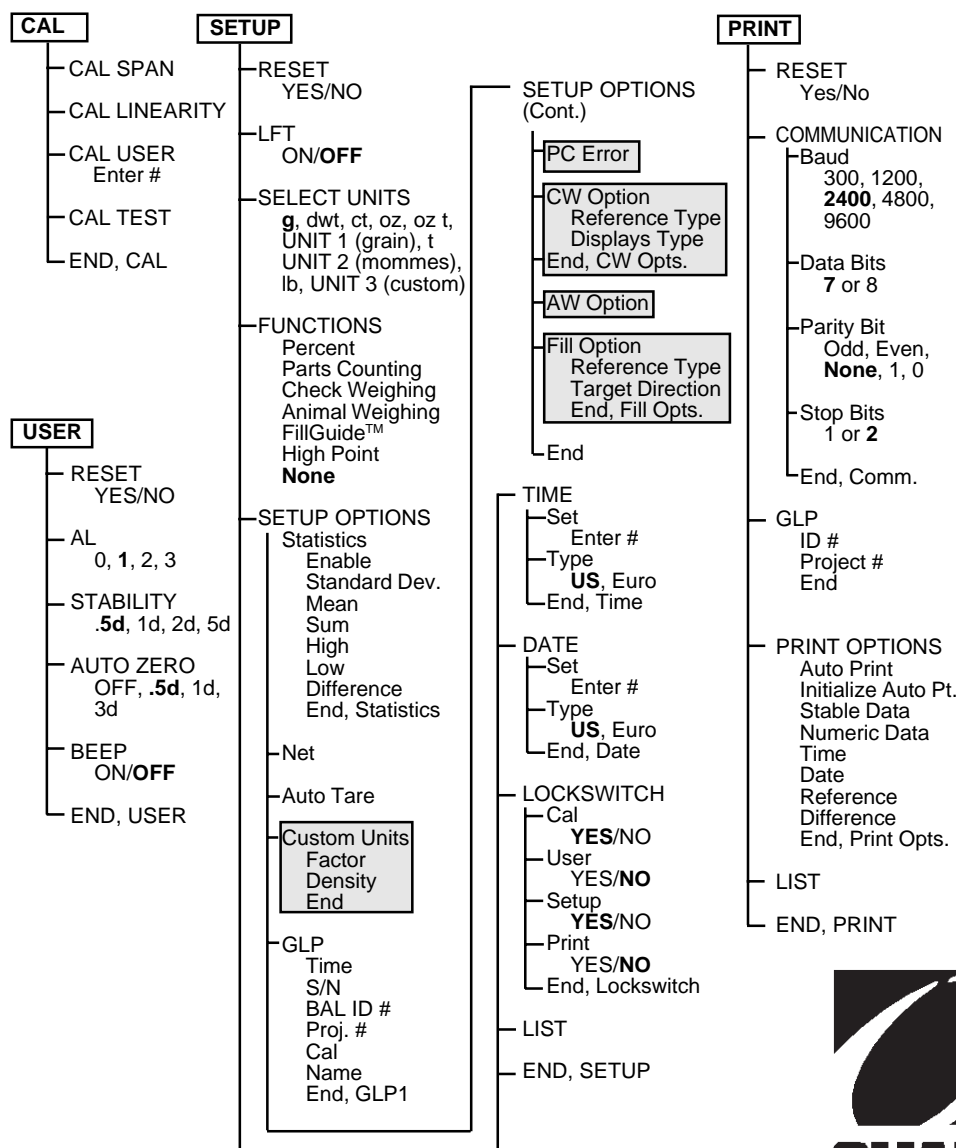 CAL
CAL SPAN
CAL LINEARITY
CAL USER
Enter #
CAL TEST
END, CAL
USER
RESET
YES/NO
AL
0, 1, 2, 3
STABILITY
.5d, 1d, 2d, 5d
AUTO ZERO
OFF, .5d, 1d,
3d
BEEP
ON/OFF
END, USER
SETUP
RESET
YES/NO
LFT
ON/OFF
SELECT UNITS
g, dwt, ct, oz, oz t,
UNIT 1 (grain), t
UNIT 2 (mommes),
lb, UNIT 3 (custom)
FUNCTIONS
Percent
Parts Counting
Check Weighing
Animal Weighing
FillGuide™
High Point
None
SETUP OPTIONS
Statistics
Enable
Standard Dev.
Mean
Sum
High
Low
Difference
End, Statistics
Net
Auto Tare
Custom Units
Factor
Density
End
GLP
Time
S/N
BAL ID #
Proj. #
Cal
Name
End, GLP1
SETUP OPTIONS
(Cont.)
PC Error
CW Option
Reference Type
Displays Type
End, CW Opts.
AW Option
Fill Option
Reference Type
Target Direction
End, Fill Opts.
End
TIME
Set
Enter #
Type
US, Euro
End, Time
DATE
Set
Enter #
Type
US, Euro
End, Date
LOCKSWITCH
Cal
YES/NO
User
YES/NO
Setup
YES/NO
Print
YES/NO
End, Lockswitch
LIST
END, SETUP
PRINT
RESET
Yes/No
COMMUNICATION
Baud
300, 1200,
2400, 4800,
9600
Data Bits
7 or 8
Parity Bit
Odd, Even,
None, 1, 0
Stop Bits
1 or 2
End, Comm.
GLP
ID #
Project #
End
PRINT OPTIONS
Auto Print
Initialize Auto Pt.
Stable Data
Numeric Data
Time
Date
Reference
Difference
End, Print Opts.
LIST
END, PRINT